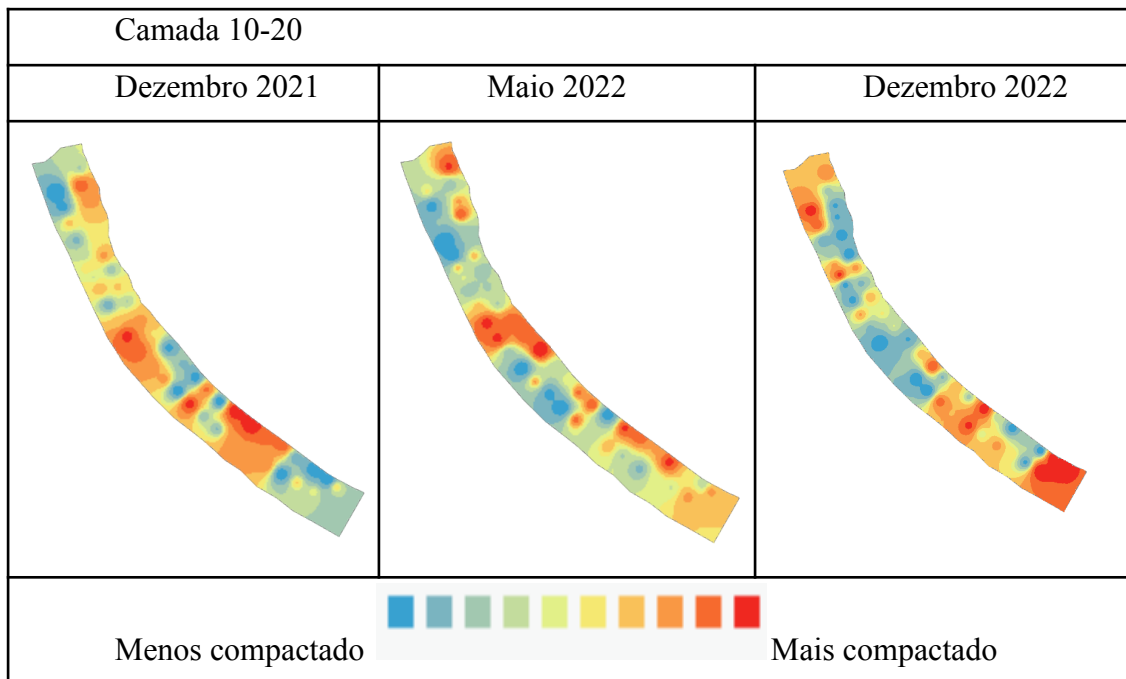 Camada 10-20
Dezembro 2021
Maio 2022
Dezembro 2022
Menos compactado
Mais compactado